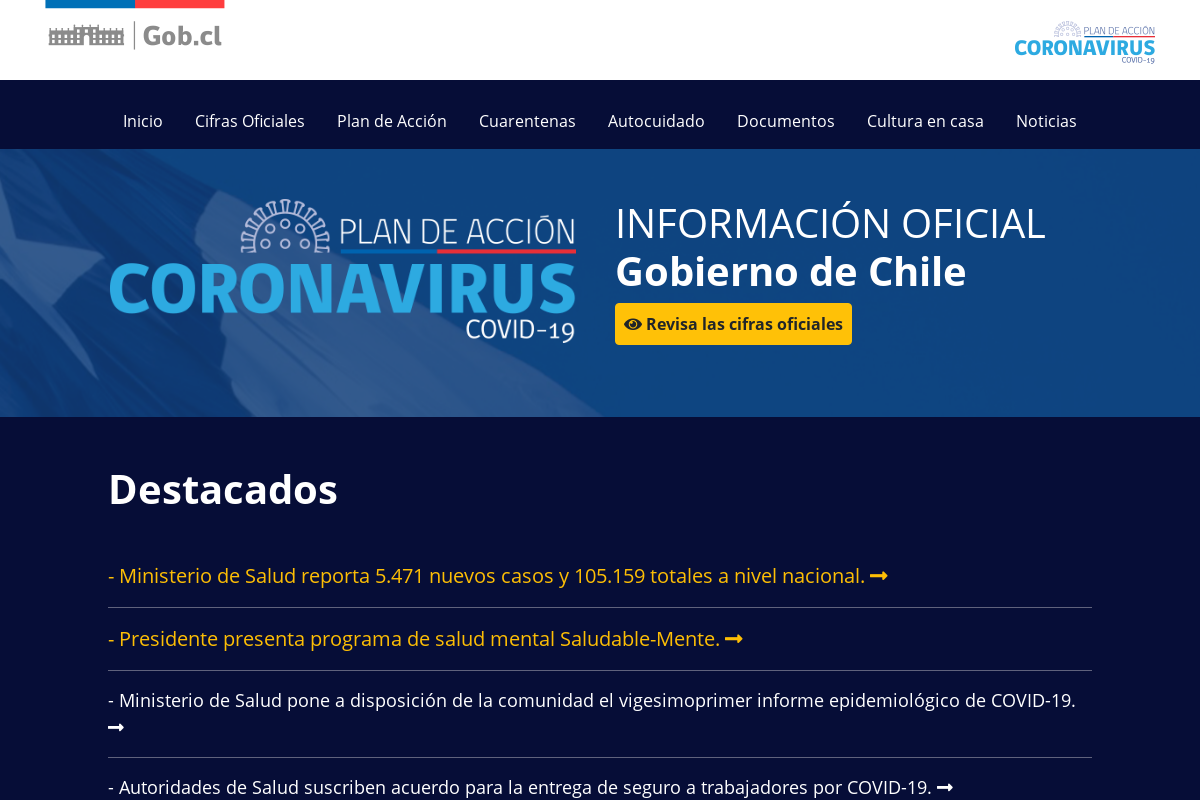 Gob.cl
PLAN DE ACCIÓN
CORONAVIRUS
COVID-19
Inicio
Cifras Oficiales
Plan de Acción
Cuarentenas
Autocuidado
Documentos
Cultura en casa
Noticias
PLAN DE ACCIÓN
CORONAVIRUS
COVID-19
INFORMACIÓN OFICIAL
Gobierno de Chile
Revisa las cifras oficiales
Destacados
- Ministerio de Salud reporta 5.471 nuevos casos y 105.159 totales a nivel nacional.
- Presidente presenta programa de salud mental Saludable-Mente.
- Ministerio de Salud pone a disposición de la comunidad el vigesimoprimer informe epidemiológico de COVID-19.
- Autoridades de Salud suscriben acuerdo para la entrega de seguro a trabajadores por COVID-19.